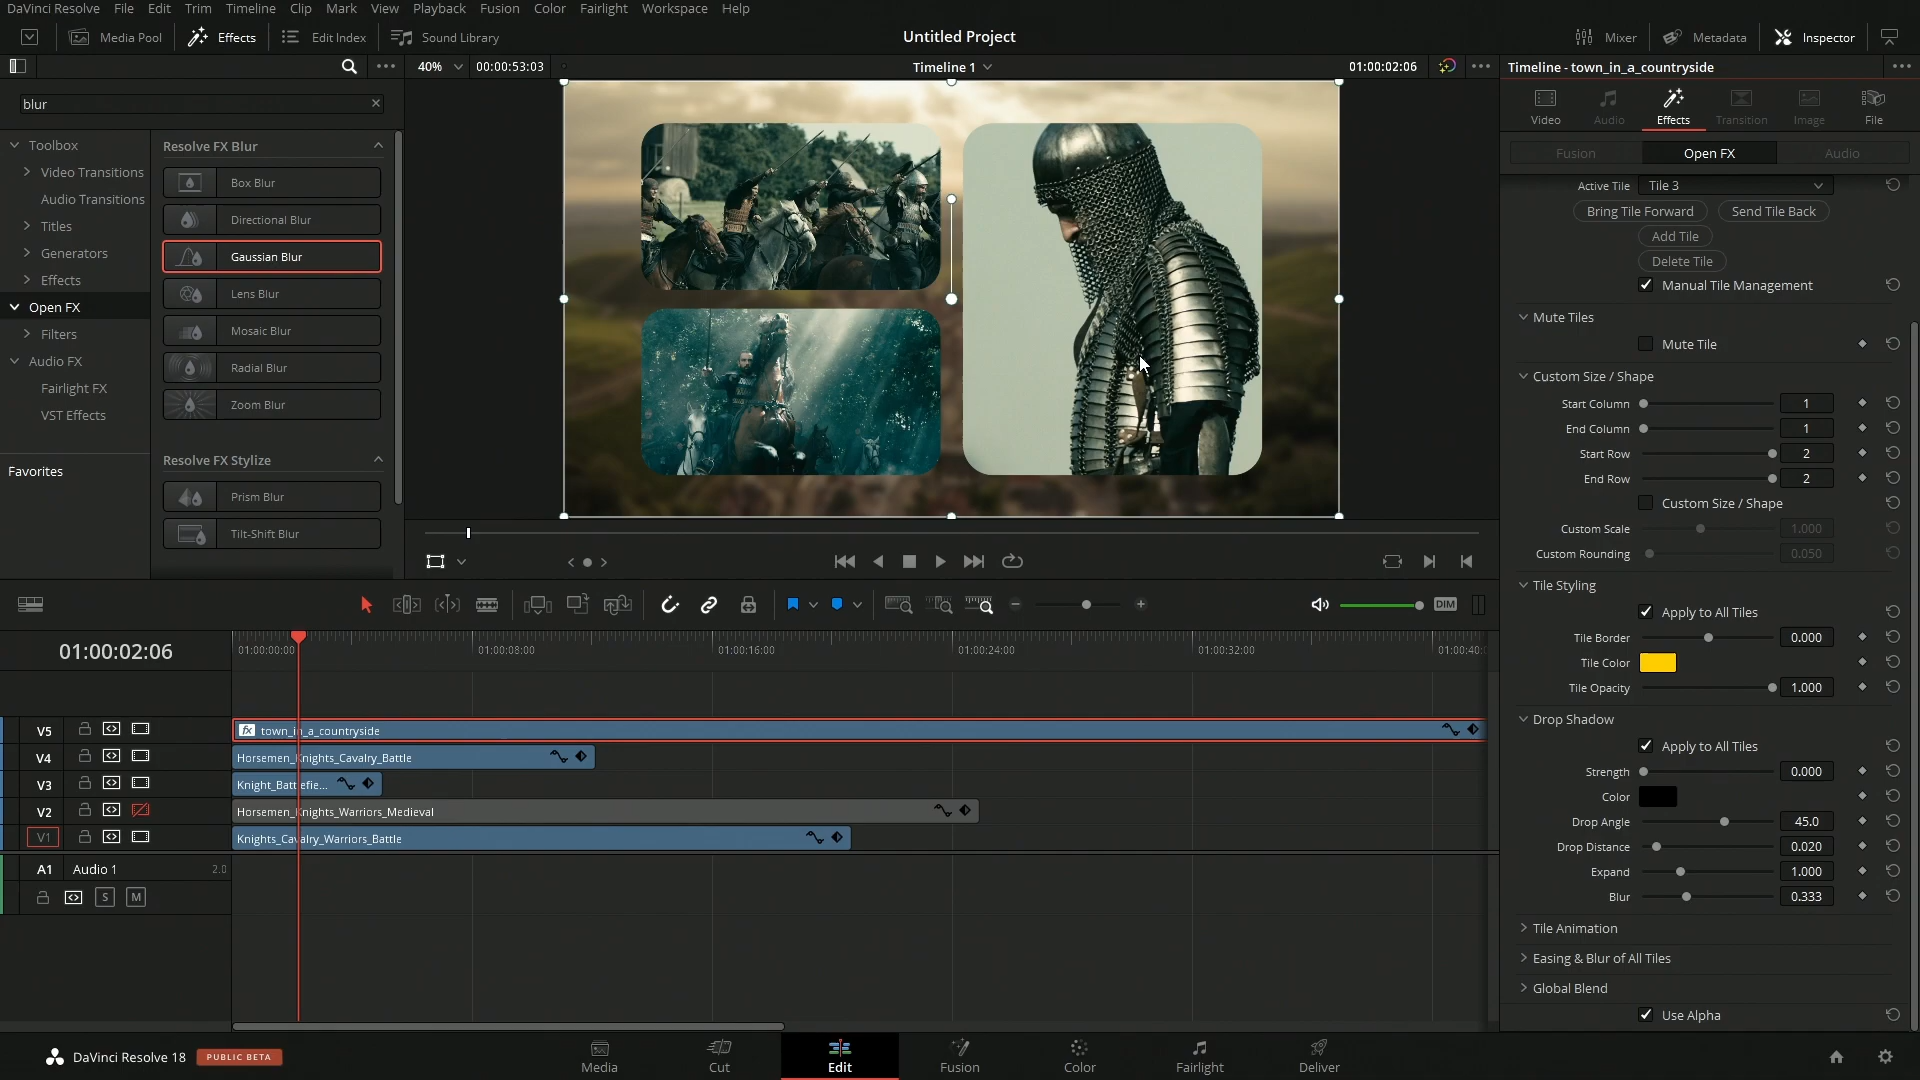 DaVinci Resolve File Edit Trim Timeline Clip Mark View Playback Fusion Color Fairlight Workspace Help
Media Pool Effects Edit Index Sound Library Untitled Project Mixer Metadata Inspector
40% 00:00:53:03 Timeline 1 01:00:02:06 Timeline - town_in_a_countryside
blur
Video Audio Effects Transition Image File
Fusion Open FX Audio
Toolbox
Video Transitions
Audio Transitions
Titles
Generators
Effects
Open FX
Filters
Audio FX
Fairlight FX
VST Effects
Favorites
Resolve FX Blur
Box Blur
Directional Blur
Gaussian Blur
Lens Blur
Mosaic Blur
Radial Blur
Zoom Blur
Resolve FX Stylize
Prism Blur
Tilt-Shift Blur
Active Tile Tile 3
Bring Tile Forward Send Tile Back
Add Tile
Delete Tile
Manual Tile Management
Mute Tiles
Mute Tile
Custom Size / Shape
Start Column 1
End Column 1
Start Row 2
End Row 2
Custom Size / Shape
Custom Scale 1.000
Custom Rounding 0.050
Tile Styling
Apply to All Tiles
Tile Border 0.000
Tile Color
Tile Opacity 1.000
Drop Shadow
Apply to All Tiles
Strength 0.000
Color
Drop Angle 45.0
Drop Distance 0.020
Expand 1.000
Blur 0.333
Tile Animation
Easing & Blur of All Tiles
Global Blend
Use Alpha
DIM
01:00:02:06
01:00:00:00 01:00:08:00 01:00:16:00 01:00:24:00 01:00:32:00 01:00:40:
V5 fx town_in_a_countryside
V4 Horsemen_Knights_Cavalry_Battle
V3 Knight_Battlefie...
V2 Horsemen_Knights_Warriors_Medieval
V1 Knights_Cavalry_Warriors_Battle
A1 Audio 1 2.0
S M
DaVinci Resolve 18 PUBLIC BETA
Media Cut Edit Fusion Color Fairlight Deliver